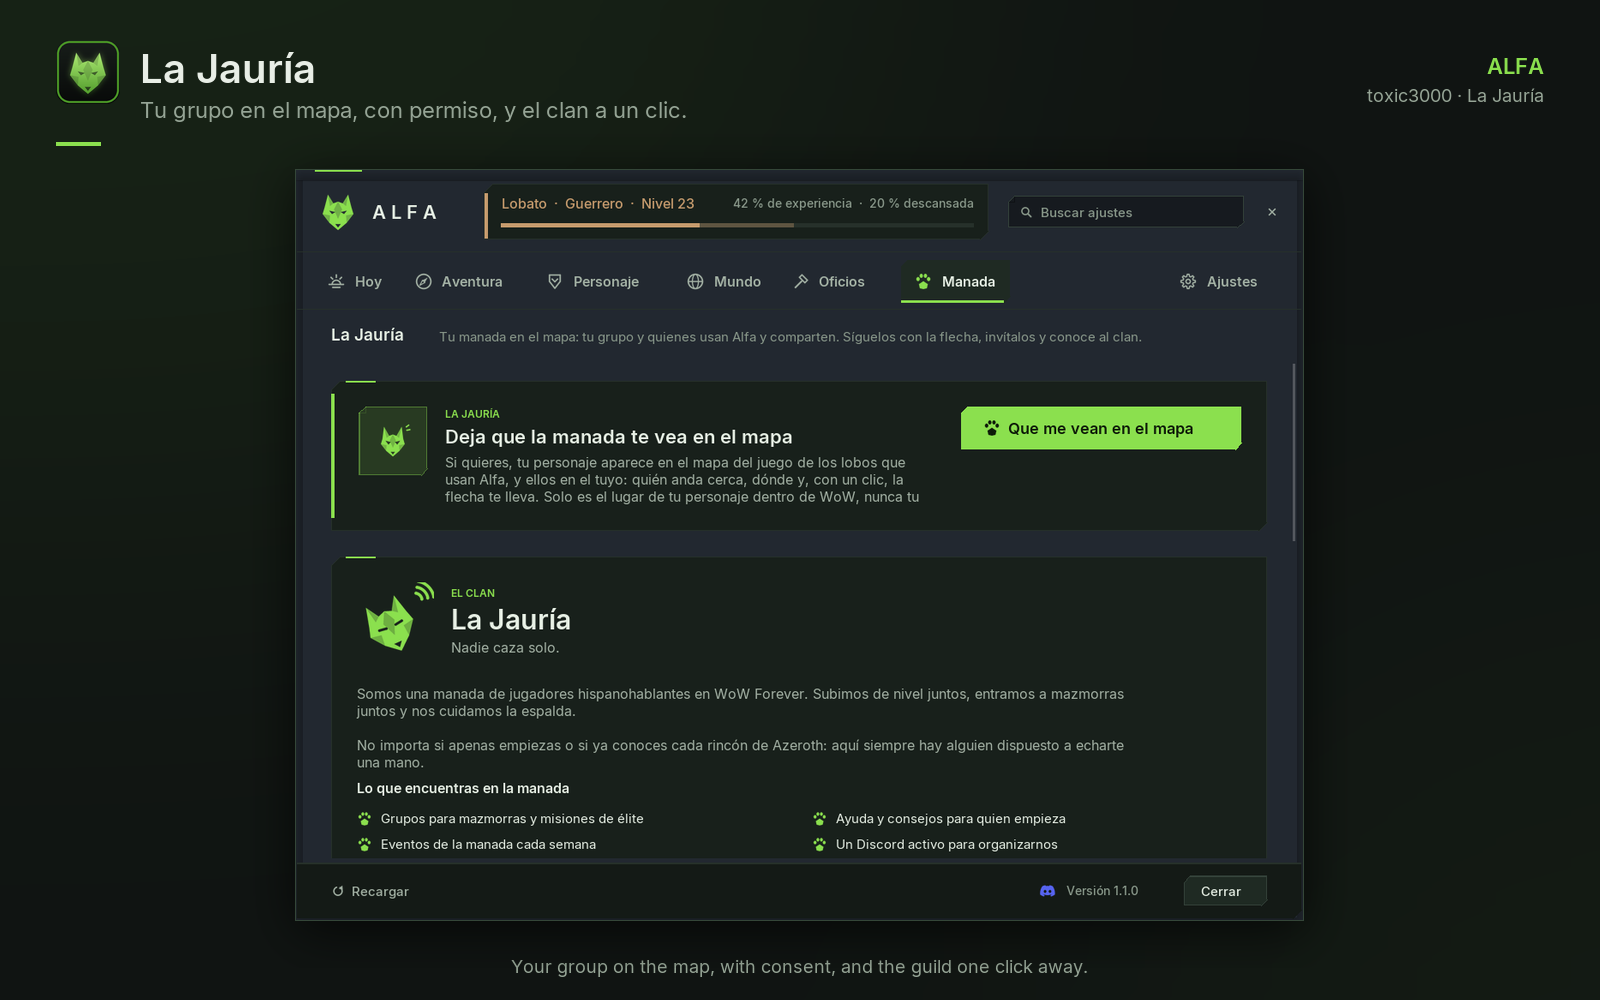 La Jauría
Tu grupo en el mapa, con permiso, y el clan a un clic.
ALFA
toxic3000 · La Jauría
ALFA
Lobato · Guerrero · Nivel 23
42 % de experiencia · 20 % descansada
Buscar ajustes
×
Hoy
Aventura
Personaje
Mundo
Oficios
Manada
Ajustes
La Jauría
Tu manada en el mapa: tu grupo y quienes usan Alfa y comparten. Síguelos con la flecha, invítalos y conoce al clan.
LA JAURÍA
Deja que la manada te vea en el mapa
Si quieres, tu personaje aparece en el mapa del juego de los lobos que
usan Alfa, y ellos en el tuyo: quién anda cerca, dónde y, con un clic, la
flecha te lleva. Solo es el lugar de tu personaje dentro de WoW, nunca tu
Que me vean en el mapa
EL CLAN
La Jauría
Nadie caza solo.
Somos una manada de jugadores hispanohablantes en WoW Forever. Subimos de nivel juntos, entramos a mazmorras
juntos y nos cuidamos la espalda.
No importa si apenas empiezas o si ya conoces cada rincón de Azeroth: aquí siempre hay alguien dispuesto a echarte
una mano.
Lo que encuentras en la manada
Grupos para mazmorras y misiones de élite
Ayuda y consejos para quien empieza
Eventos de la manada cada semana
Un Discord activo para organizarnos
Recargar
Versión 1.1.0
Cerrar
Your group on the map, with consent, and the guild one click away.